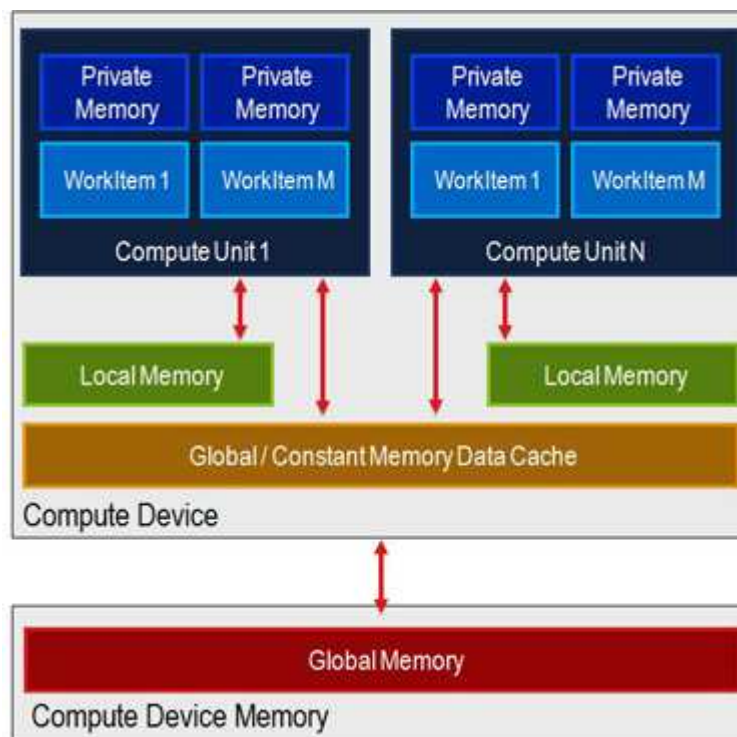 Private Memory
Private Memory
Private Memory
Private Memory
WorkItem 1
WorkItem M
WorkItem 1
WorkItem M
Compute Unit 1
Compute Unit N
Local Memory
Local Memory
Global / Constant Memory Data Cache
Compute Device
Global Memory
Compute Device Memory